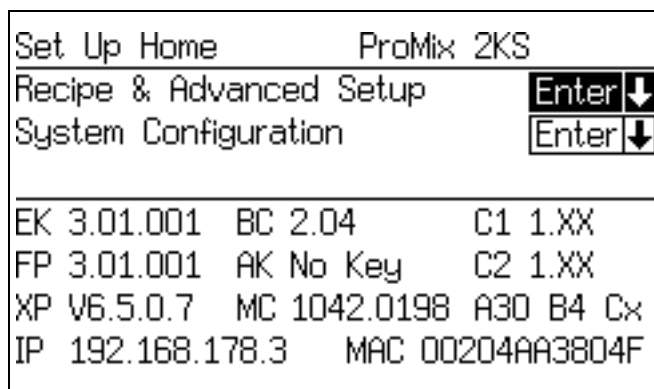 Set Up Home ProMix 2KS
Recipe & Advanced Setup Enter
System Configuration Enter
EK 3.01.001 BC 2.04 C1 1.XX
FP 3.01.001 AK No Key C2 1.XX
XP V6.5.0.7 MC 1042.0198 A30 B4 Cx
IP 192.168.178.3 MAC 00204AA3804F